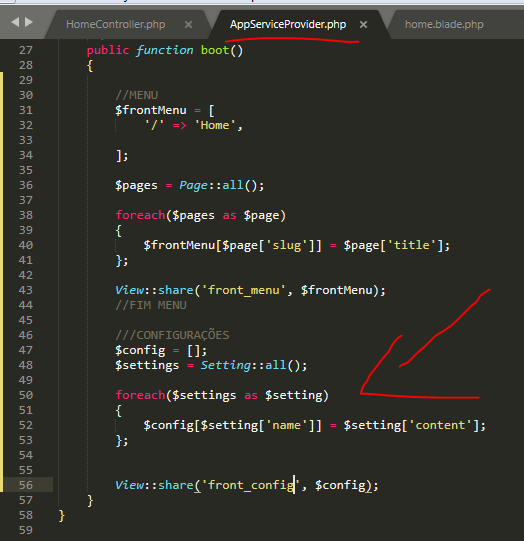 HomeController.php × AppServiceProvider.php × home.blade.php
27 public function boot()
28 {
29
30 //MENU
31 $frontMenu = [
32 '/' => 'Home',
33
34 ];
35
36 $pages = Page::all();
37
38 foreach($pages as $page)
39 {
40 $frontMenu[$page['slug']] = $page['title'];
41 };
42
43 View::share('front_menu', $frontMenu);
44 //FIM MENU
45
46 ///CONFIGURAÇÕES
47 $config = [];
48 $settings = Setting::all();
49
50 foreach($settings as $setting)
51 {
52 $config[$setting['name']] = $setting['content'];
53 };
54
55
56 View::share('front_config', $config);
57 }
58 }
59